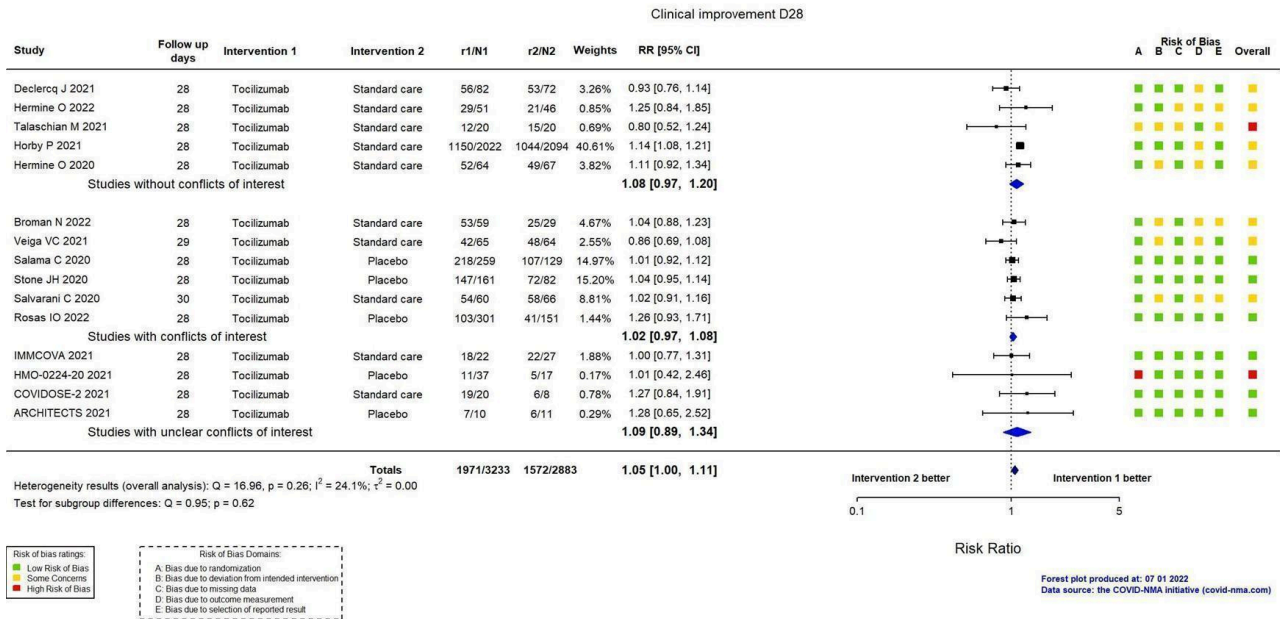 Clinical improvement D28
Study Follow up days Intervention 1 Intervention 2 r1/N1 r2/N2 Weights RR [95% CI] Risk of Bias A B C D E Overall
Declercq J 2021 28 Tocilizumab Standard care 56/82 53/72 3.26% 0.93 [0.76, 1.14]
Hermine O 2022 28 Tocilizumab Standard care 29/51 21/46 0.85% 1.25 [0.84, 1.85]
Talaschian M 2021 28 Tocilizumab Standard care 12/20 15/20 0.69% 0.80 [0.52, 1.24]
Horby P 2021 28 Tocilizumab Standard care 1150/2022 1044/2094 40.61% 1.14 [1.08, 1.21]
Hermine O 2020 28 Tocilizumab Standard care 52/64 49/67 3.82% 1.11 [0.92, 1.34]
Studies without conflicts of interest 1.08 [0.97, 1.20]
Broman N 2022 28 Tocilizumab Standard care 53/59 25/29 4.67% 1.04 [0.88, 1.23]
Veiga VC 2021 29 Tocilizumab Standard care 42/65 48/64 2.55% 0.86 [0.69, 1.08]
Salama C 2020 28 Tocilizumab Placebo 218/259 107/129 14.97% 1.01 [0.92, 1.12]
Stone JH 2020 28 Tocilizumab Placebo 147/161 72/82 15.20% 1.04 [0.95, 1.14]
Salvarani C 2020 30 Tocilizumab Standard care 54/60 58/66 8.81% 1.02 [0.91, 1.16]
Rosas IO 2022 28 Tocilizumab Placebo 103/301 41/151 1.44% 1.26 [0.93, 1.71]
Studies with conflicts of interest 1.02 [0.97, 1.08]
IMMCOVA 2021 28 Tocilizumab Standard care 18/22 22/27 1.88% 1.00 [0.77, 1.31]
HMO-0224-20 2021 28 Tocilizumab Placebo 11/37 5/17 0.17% 1.01 [0.42, 2.46]
COVIDOSE-2 2021 28 Tocilizumab Standard care 19/20 6/8 0.78% 1.27 [0.84, 1.91]
ARCHITECTS 2021 28 Tocilizumab Placebo 7/10 6/11 0.29% 1.28 [0.65, 2.52]
Studies with unclear conflicts of interest 1.09 [0.89, 1.34]
Totals 1971/3233 1572/2883 1.05 [1.00, 1.11]
Heterogeneity results (overall analysis): Q = 16.96, p = 0.26; I² = 24.1%; τ² = 0.00
Test for subgroup differences: Q = 0.95; p = 0.62
Intervention 2 better Intervention 1 better
0.1 1 5
Risk Ratio
Risk of bias ratings:
Low Risk of Bias
Some Concerns
High Risk of Bias
Risk of Bias Domains:
A: Bias due to randomization
B: Bias due to deviation from intended intervention
C: Bias due to missing data
D: Bias due to outcome measurement
E: Bias due to selection of reported result
Forest plot produced at: 07 01 2022
Data source: the COVID-NMA initiative (covid-nma.com)